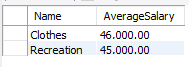 Name AverageSalary
Clothes 46.000.00
Recreation 45.000.00